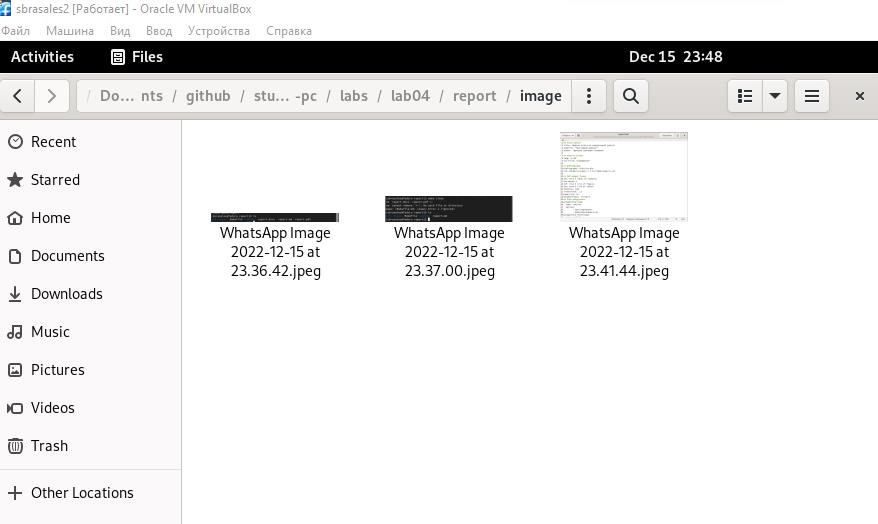 sbrasales2 [Работает] - Oracle VM VirtualBox
Файл Машина Вид Ввод Устройства Справка
Activities Files Dec 15 23:48
/ Do... nts / github / stu... -pc / labs / lab04 / report / image
Recent
Starred
Home
Documents
Downloads
Music
Pictures
Videos
Trash
Other Locations
WhatsApp Image
2022-12-15 at
23.36.42.jpeg
WhatsApp Image
2022-12-15 at
23.37.00.jpeg
WhatsApp Image
2022-12-15 at
23.41.44.jpeg